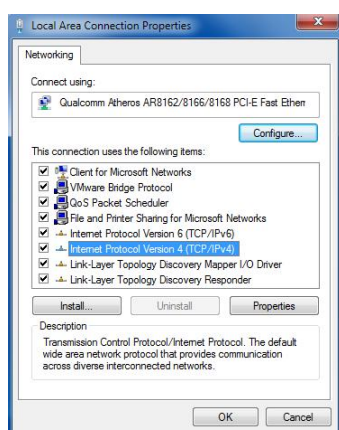 Local Area Connection Properties
Networking
Connect using:
Qualcomm Atheros AR8162/8166/8168 PCI-E Fast Ethern
Configure...
This connection uses the following items:
Client for Microsoft Networks
VMware Bridge Protocol
QoS Packet Scheduler
File and Printer Sharing for Microsoft Networks
Internet Protocol Version 6 (TCP/IPv6)
Internet Protocol Version 4 (TCP/IPv4)
Link-Layer Topology Discovery Mapper I/O Driver
Link-Layer Topology Discovery Responder
Install... Uninstall Properties
Description
Transmission Control Protocol/Internet Protocol. The default
wide area network protocol that provides communication
across diverse interconnected networks.
OK Cancel